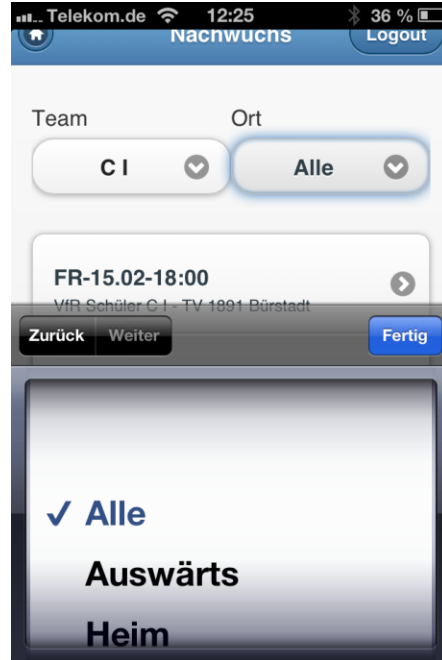 Telekom.de 12:25 36 %
Nachwuchs Logout
Team Ort
C I Alle
FR-15.02-18:00
VfR Schüler C I - TV 1891 Bürstadt
Zurück Weiter Fertig
✓ Alle
Auswärts
Heim